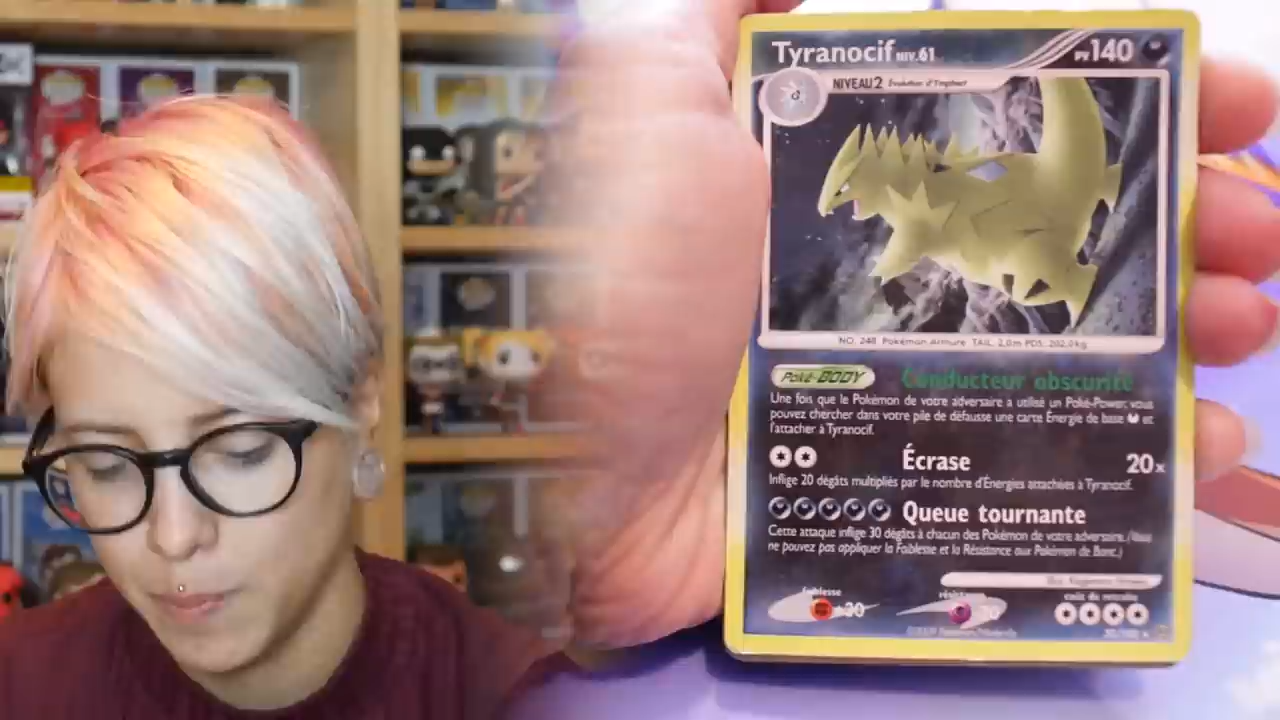 Tyranocif NIV.61 PV 140
NIVEAU 2 Évolution d'Ymphect
NO. 248 Pokémon Armure TAIL. 2,0m PDS. 202,0kg
Poké-BODY Conducteur obscurité
Une fois que le Pokémon de votre adversaire a utilisé un Poké-Power, vous
pouvez chercher dans votre pile de défausse une carte Énergie de base et
l'attacher à Tyranocif.
Écrase 20x
Inflige 20 dégâts multipliés par le nombre d'Énergies attachées à Tyranocif.
Queue tournante
Cette attaque inflige 30 dégâts à chacun des Pokémon de votre adversaire. (Vous
ne pouvez pas appliquer la Faiblesse et la Résistance aux Pokémon de Banc.)
faiblesse résistance coût de retraite
+30 -20